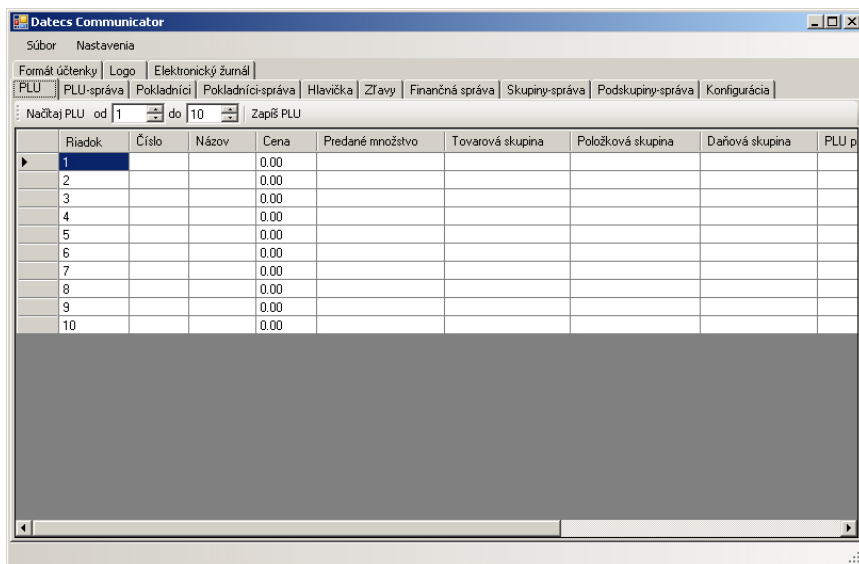 Datecs Communicator
Súbor Nastavenia
Formát účtenky Logo Elektronický žurnál
PLU PLU-správa Pokladníci Pokladníci-správa Hlavička Zľavy Finančná správa Skupiny-správa Podskupiny-správa Konfigurácia
Načítaj PLU od 1 do 10 Zapíš PLU
Riadok Číslo Názov Cena Predané množstvo Tovarová skupina Položková skupina Daňová skupina PLU p
1 0.00
2 0.00
3 0.00
4 0.00
5 0.00
6 0.00
7 0.00
8 0.00
9 0.00
10 0.00